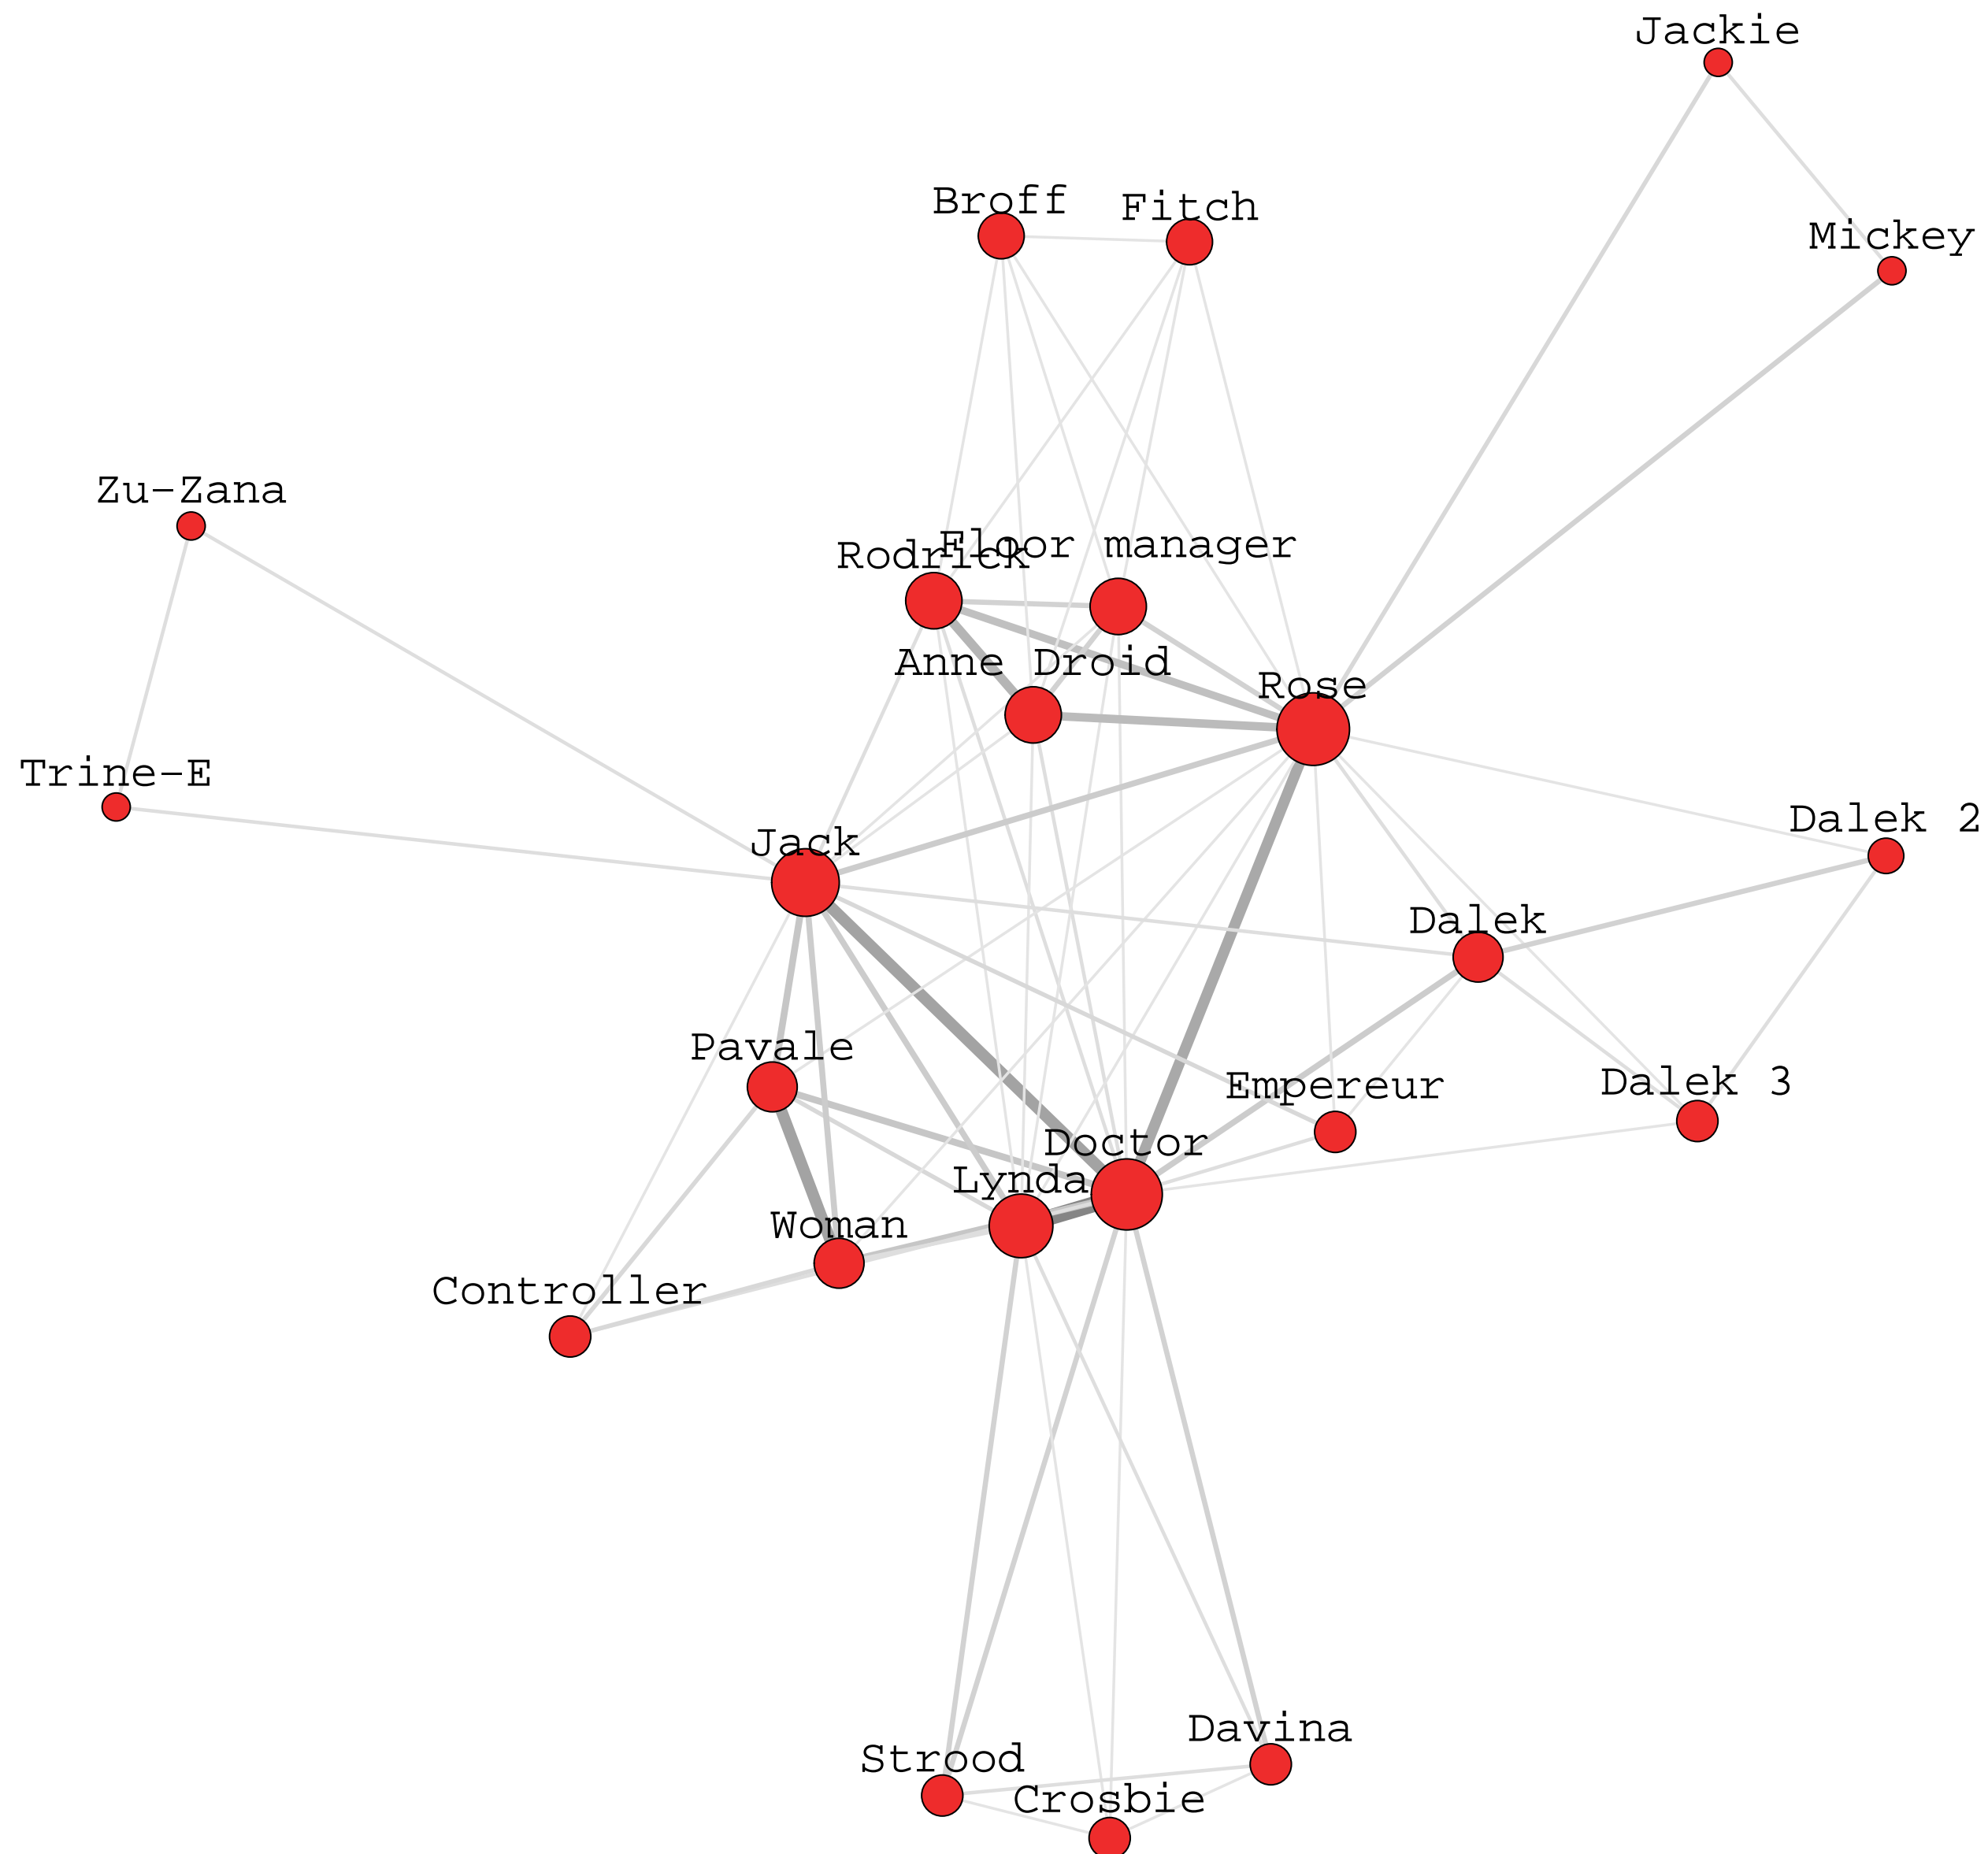 Jackie
Broff
Fitch
Mickey
Zu-Zana
Rodrick
Floor manager
Anne Droid
Rose
Trine-E
Jack
Dalek 2
Dalek
Pavale
Empereur
Dalek 3
Doctor
Lynda
Woman
Controller
Davina
Strood
Crosbie